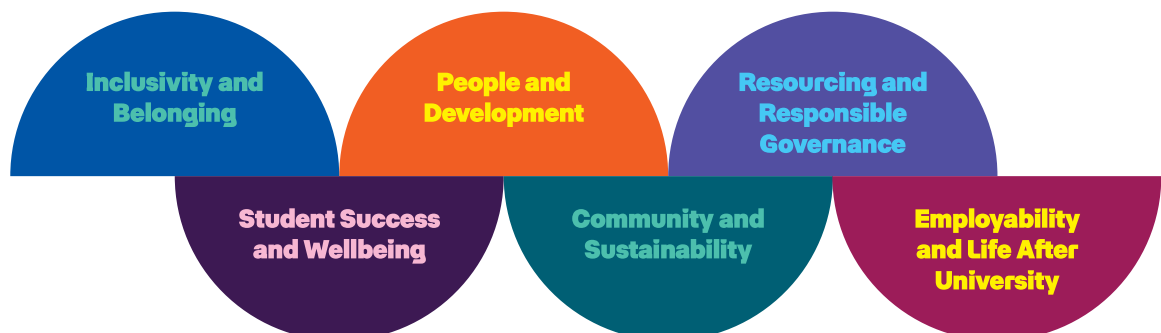 Inclusivity and
Belonging
People and
Development
Resourcing and
Responsible
Governance
Student Success
and Wellbeing
Community and
Sustainability
Employability
and Life After
University